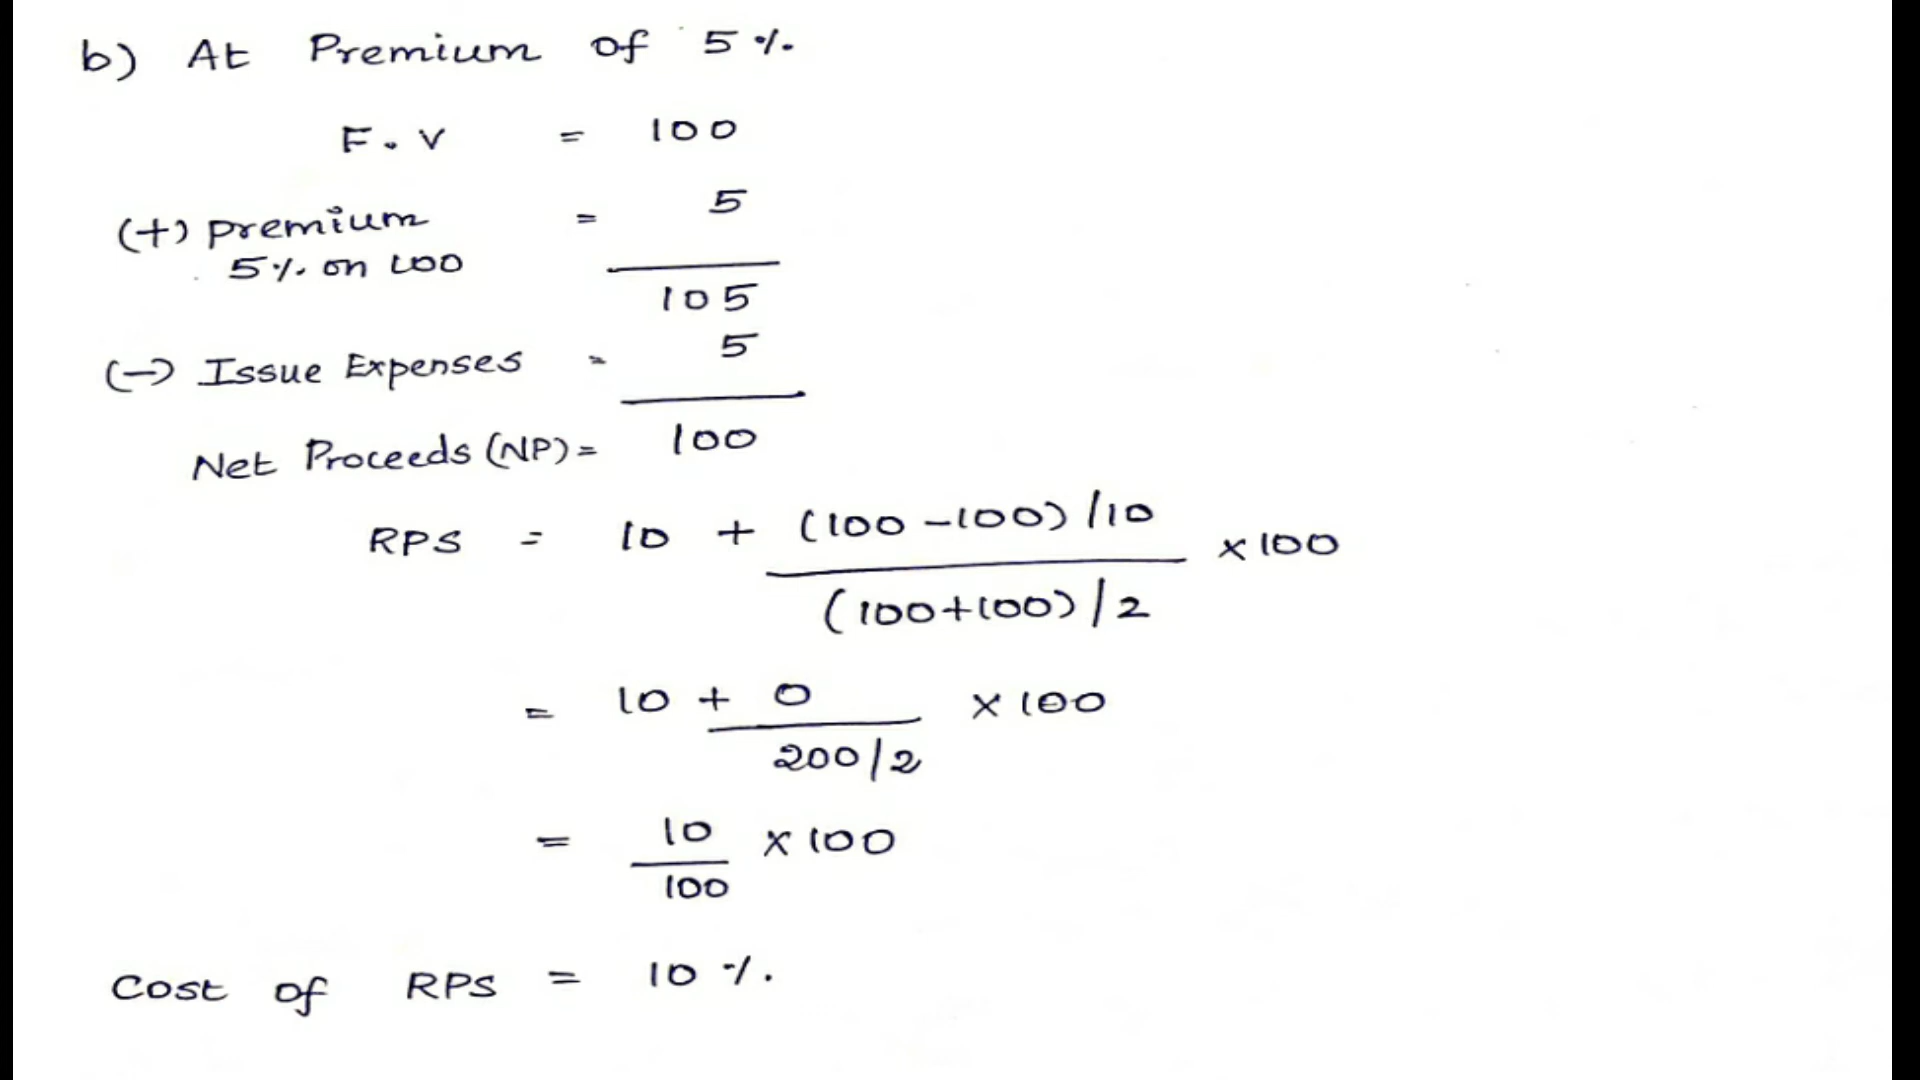 b) At Premium of 5%
F.V = 100
(+) Premium = 5
5% on 100
105
(-) Issue Expenses = 5
Net Proceeds (NP) = 100
RPS = 10 + (100-100)/10 x 100
(100+100)/2
= 10 + 0 x 100
200/2
= 10 x 100
100
Cost of RPS = 10%.